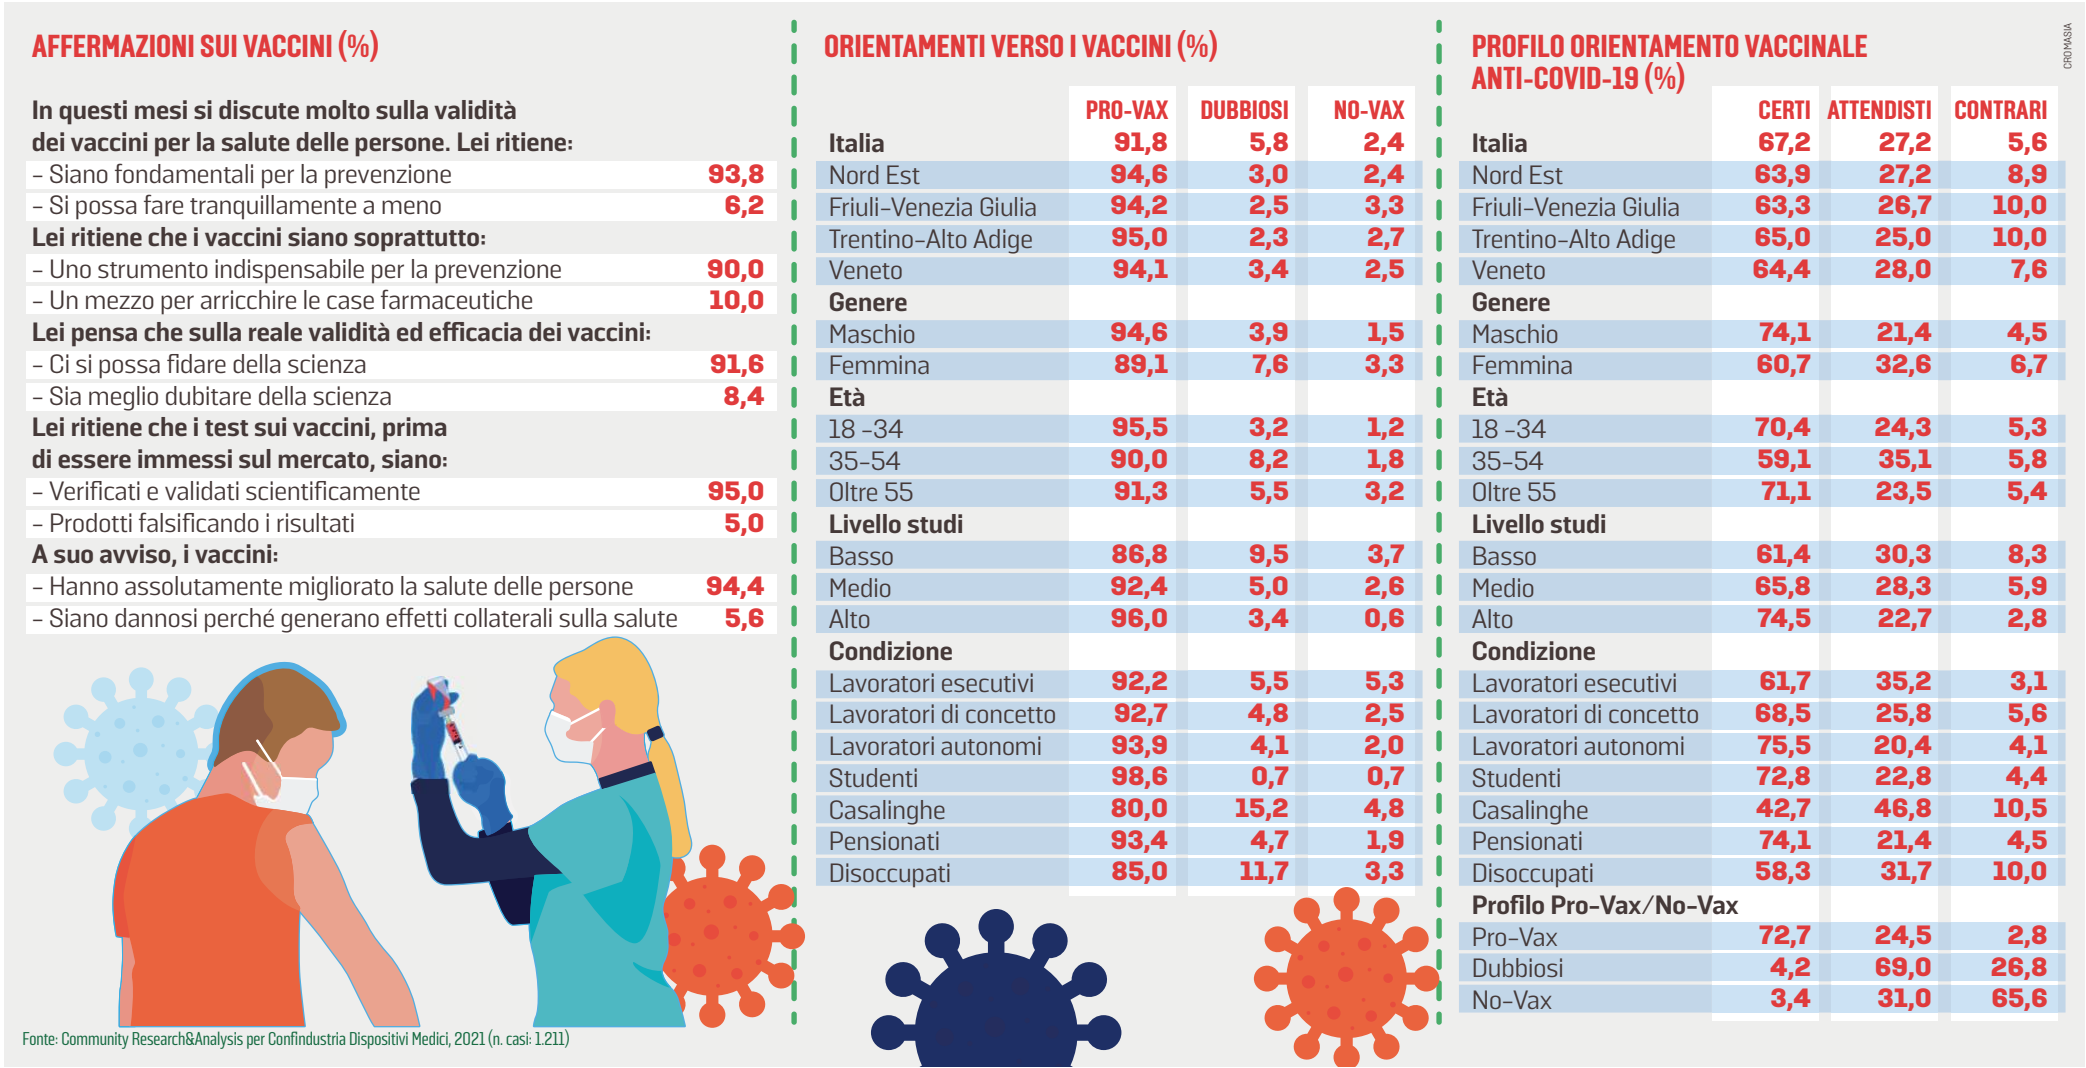 AFFERMAZIONI SUI VACCINI (%)
In questi mesi si discute molto sulla validità
dei vaccini per la salute delle persone. Lei ritiene:
– Siano fondamentali per la prevenzione 93,8
– Si possa fare tranquillamente a meno 6,2
Lei ritiene che i vaccini siano soprattutto:
– Uno strumento indispensabile per la prevenzione 90,0
– Un mezzo per arricchire le case farmaceutiche 10,0
Lei pensa che sulla reale validità ed efficacia dei vaccini:
– Ci si possa fidare della scienza 91,6
– Sia meglio dubitare della scienza 8,4
Lei ritiene che i test sui vaccini, prima
di essere immessi sul mercato, siano:
– Verificati e validati scientificamente 95,0
– Prodotti falsificando i risultati 5,0
A suo avviso, i vaccini:
– Hanno assolutamente migliorato la salute delle persone 94,4
– Siano dannosi perché generano effetti collaterali sulla salute 5,6
Fonte: Community Research&Analysis per Confindustria Dispositivi Medici, 2021 (n. casi: 1.211)
ORIENTAMENTI VERSO I VACCINI (%)
PRO-VAX DUBBIOSI NO-VAX
Italia 91,8 5,8 2,4
Nord Est 94,6 3,0 2,4
Friuli-Venezia Giulia 94,2 2,5 3,3
Trentino-Alto Adige 95,0 2,3 2,7
Veneto 94,1 3,4 2,5
Genere
Maschio 94,6 3,9 1,5
Femmina 89,1 7,6 3,3
Età
18 -34 95,5 3,2 1,2
35-54 90,0 8,2 1,8
Oltre 55 91,3 5,5 3,2
Livello studi
Basso 86,8 9,5 3,7
Medio 92,4 5,0 2,6
Alto 96,0 3,4 0,6
Condizione
Lavoratori esecutivi 92,2 5,5 5,3
Lavoratori di concetto 92,7 4,8 2,5
Lavoratori autonomi 93,9 4,1 2,0
Studenti 98,6 0,7 0,7
Casalinghe 80,0 15,2 4,8
Pensionati 93,4 4,7 1,9
Disoccupati 85,0 11,7 3,3
PROFILO ORIENTAMENTO VACCINALE
ANTI-COVID-19 (%)
CERTI ATTENDISTI CONTRARI
Italia 67,2 27,2 5,6
Nord Est 63,9 27,2 8,9
Friuli-Venezia Giulia 63,3 26,7 10,0
Trentino-Alto Adige 65,0 25,0 10,0
Veneto 64,4 28,0 7,6
Genere
Maschio 74,1 21,4 4,5
Femmina 60,7 32,6 6,7
Età
18 -34 70,4 24,3 5,3
35-54 59,1 35,1 5,8
Oltre 55 71,1 23,5 5,4
Livello studi
Basso 61,4 30,3 8,3
Medio 65,8 28,3 5,9
Alto 74,5 22,7 2,8
Condizione
Lavoratori esecutivi 61,7 35,2 3,1
Lavoratori di concetto 68,5 25,8 5,6
Lavoratori autonomi 75,5 20,4 4,1
Studenti 72,8 22,8 4,4
Casalinghe 42,7 46,8 10,5
Pensionati 74,1 21,4 4,5
Disoccupati 58,3 31,7 10,0
Profilo Pro-Vax/No-Vax
Pro-Vax 72,7 24,5 2,8
Dubbiosi 4,2 69,0 26,8
No-Vax 3,4 31,0 65,6
CROMASIA